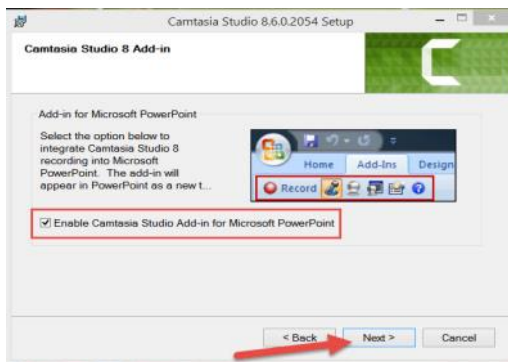 Camtasia Studio 8.6.0.2054 Setup
Camtasia Studio 8 Add-in
Add-in for Microsoft PowerPoint
Select the option below to
integrate Camtasia Studio 8
recording into Microsoft
PowerPoint. The add-in will
appear in PowerPoint as a new t...
Home Add-Ins Design
Record
Enable Camtasia Studio Add-in for Microsoft PowerPoint
< Back Next > Cancel